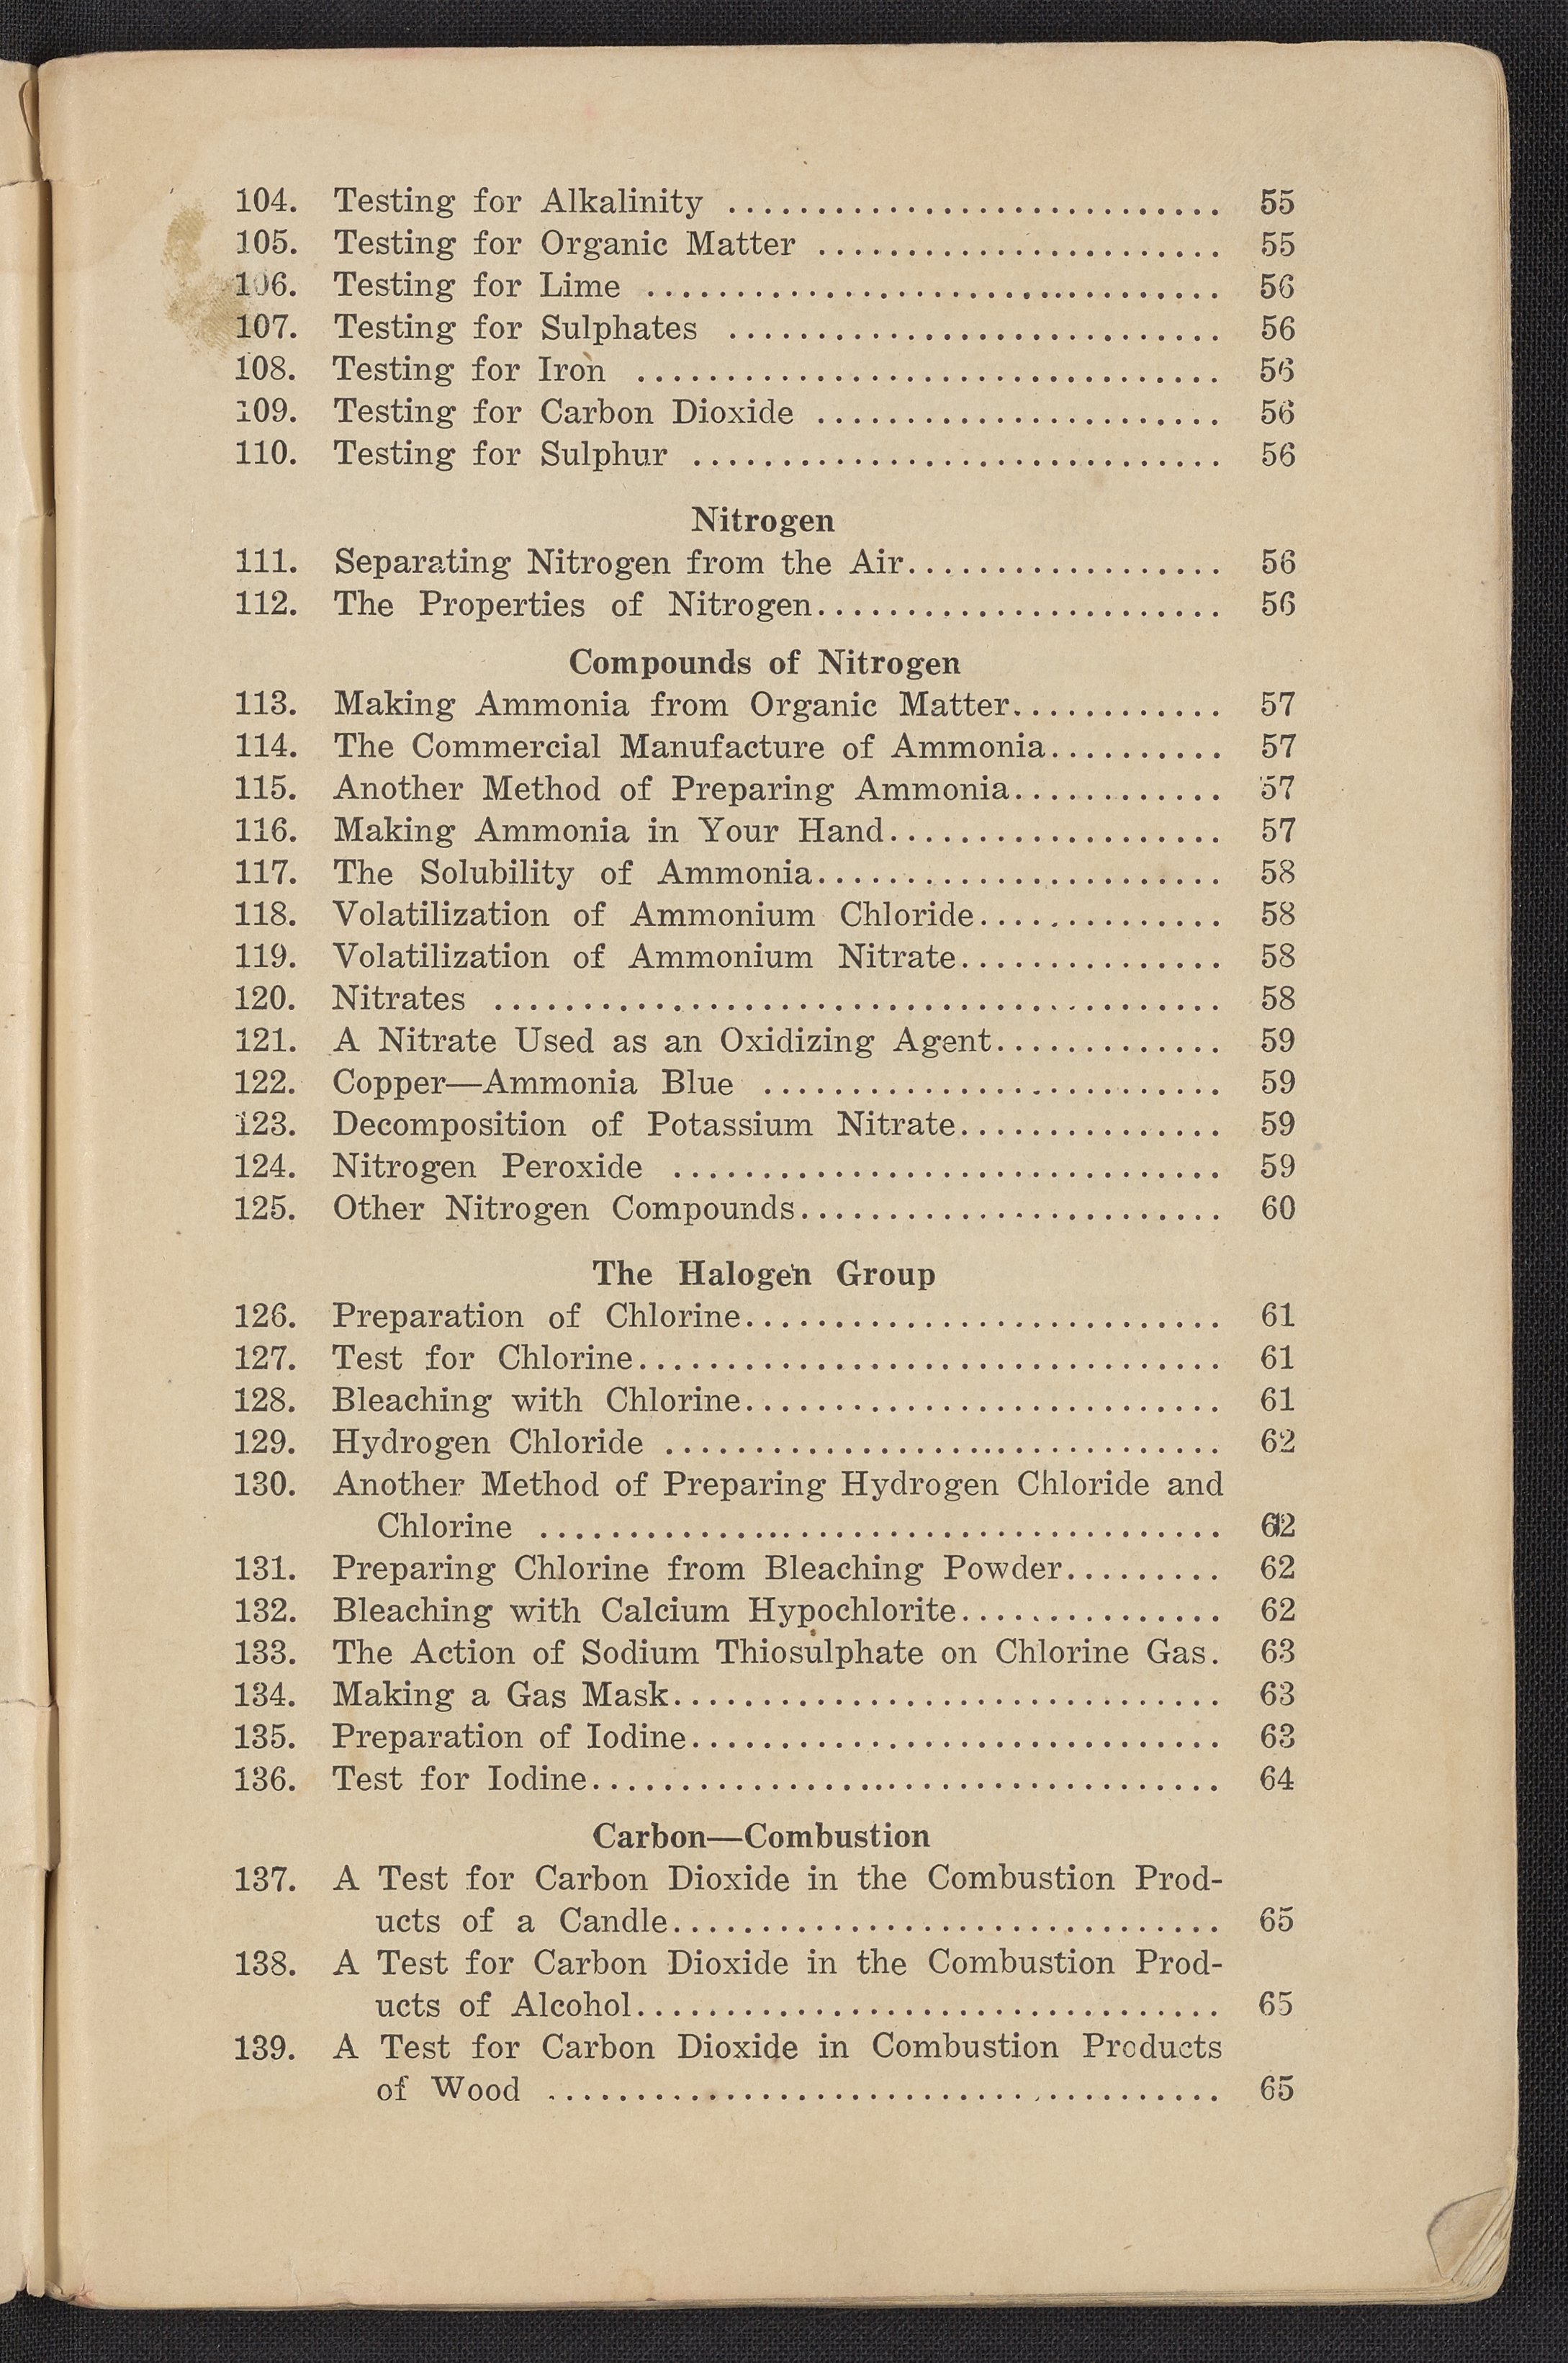 104. Testing for Alkalinity ............................ 55
105. Testing for Organic Matter ....................... 55
106. Testing for Lime ................................ 56
107. Testing for Sulphates ............................ 56
108. Testing for Iron ................................. 56
109. Testing for Carbon Dioxide ....................... 56
110. Testing for Sulphur .............................. 56
Nitrogen
111. Separating Nitrogen from the Air.................. 56
112. The Properties of Nitrogen....................... 56
Compounds of Nitrogen
113. Making Ammonia from Organic Matter............ 57
114. The Commercial Manufacture of Ammonia.......... 57
115. Another Method of Preparing Ammonia............ 57
116. Making Ammonia in Your Hand................... 57
117. The Solubility of Ammonia....................... 58
118. Volatilization of Ammonium Chloride.............. 58
119. Volatilization of Ammonium Nitrate............... 58
120. Nitrates ......................................... 58
121. A Nitrate Used as an Oxidizing Agent............. 59
122. Copper—Ammonia Blue .......................... 59
123. Decomposition of Potassium Nitrate............... 59
124. Nitrogen Peroxide ............................... 59
125. Other Nitrogen Compounds........................ 60
The Halogen Group
126. Preparation of Chlorine........................... 61
127. Test for Chlorine................................. 61
128. Bleaching with Chlorine........................... 61
129. Hydrogen Chloride ............................... 62
130. Another Method of Preparing Hydrogen Chloride and
Chlorine ...................................... 62
131. Preparing Chlorine from Bleaching Powder......... 62
132. Bleaching with Calcium Hypochlorite............... 62
133. The Action of Sodium Thiosulphate on Chlorine Gas. 63
134. Making a Gas Mask............................... 63
135. Preparation of Iodine.............................. 63
136. Test for Iodine.................................... 64
Carbon—Combustion
137. A Test for Carbon Dioxide in the Combustion Prod-
ucts of a Candle............................... 65
138. A Test for Carbon Dioxide in the Combustion Prod-
ucts of Alcohol................................. 65
139. A Test for Carbon Dioxide in Combustion Products
of Wood ...................................... 65